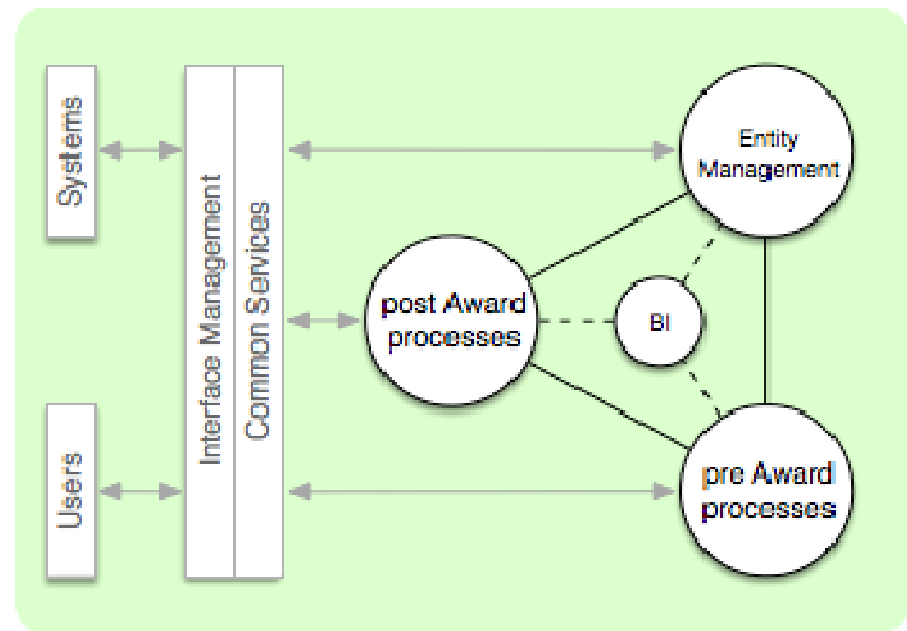 Systems
Users
Interface Management
Common Services
Entity
Management
post Award
processes
BI
pre Award
processes